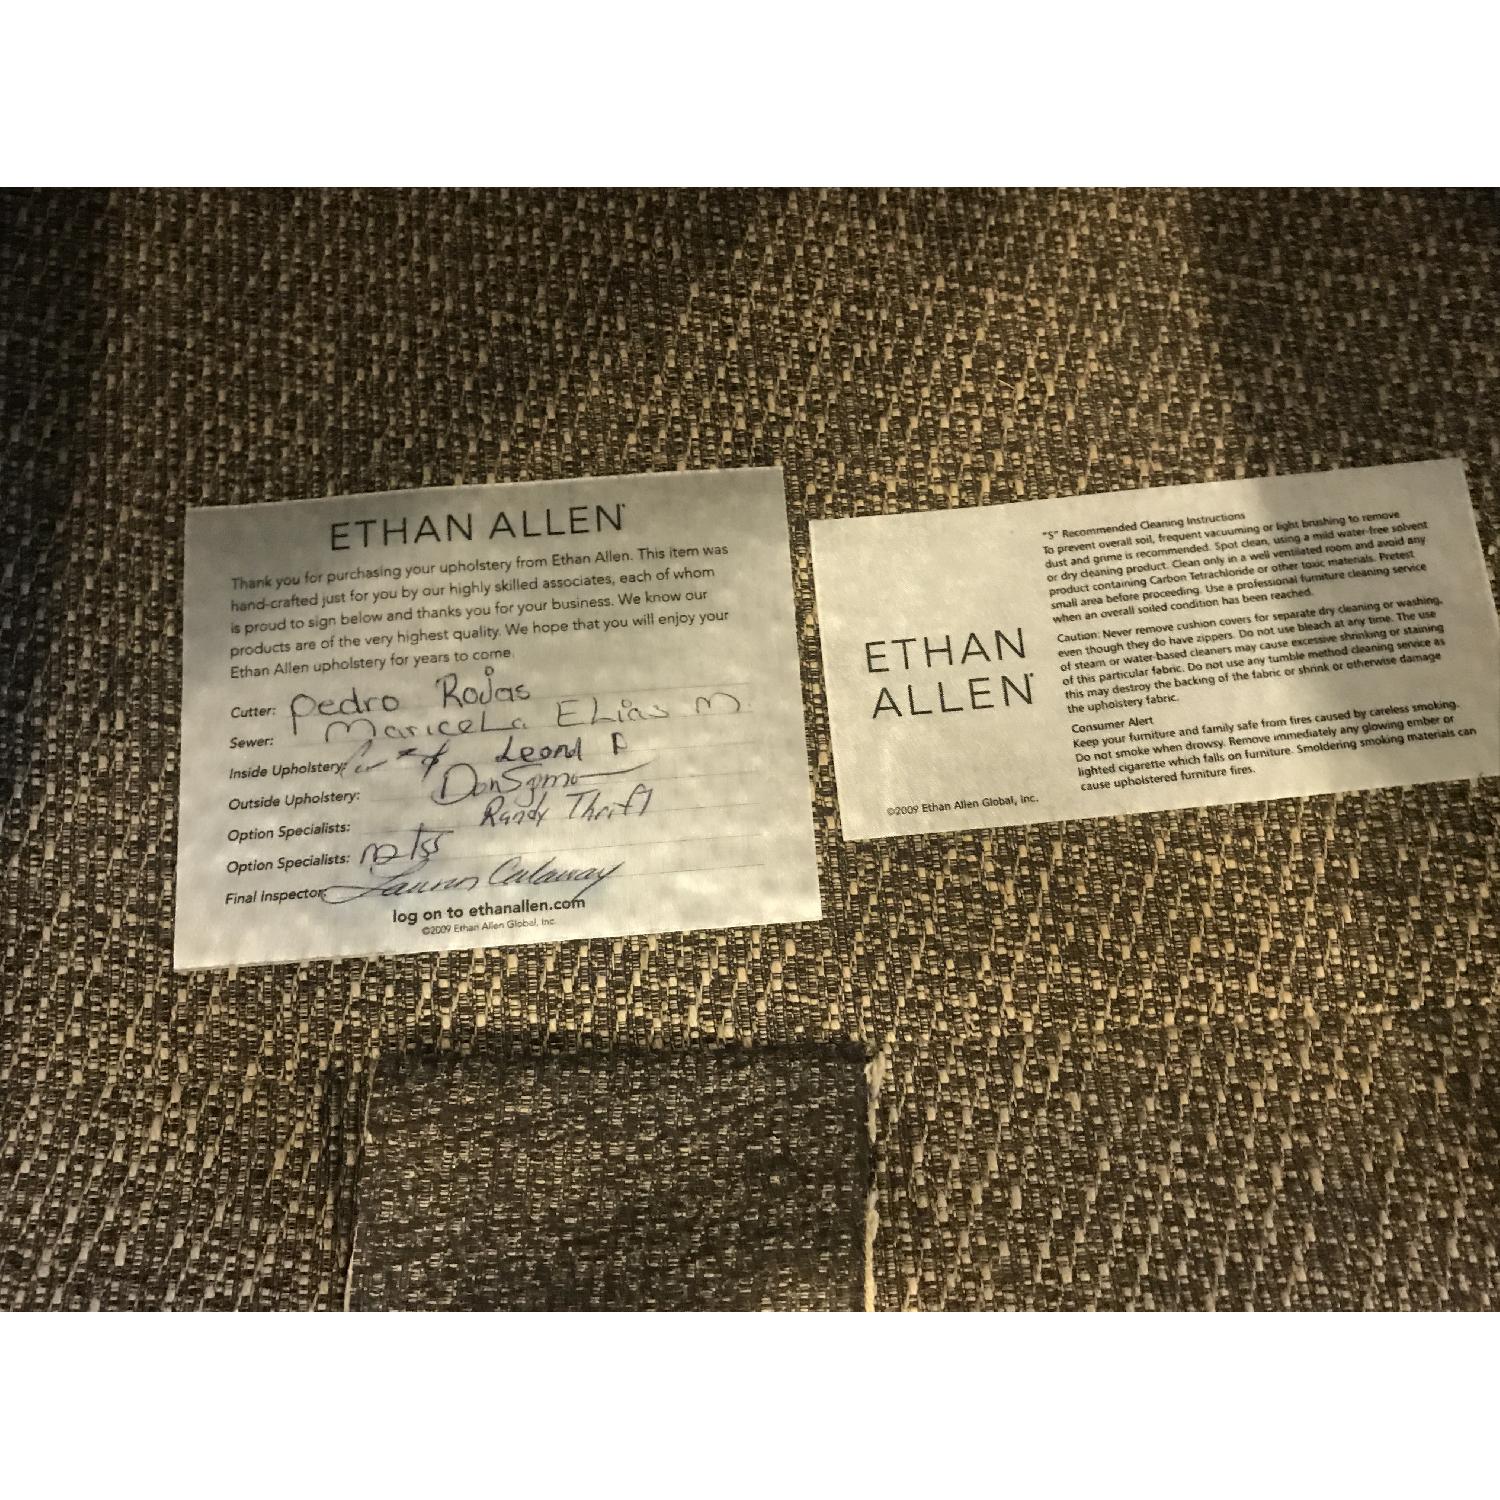 ETHAN ALLEN
Thank you for purchasing your upholstery from Ethan Allen. This item was
hand-crafted just for you by our highly skilled associates, each of whom
is proud to sign below and thanks you for your business. We know our
products are of the very highest quality. We hope that you will enjoy your
Ethan Allen upholstery for years to come.
Cutter: Pedro Rojas
Sewer: Maricela Elias M.
Inside Upholstery:
Outside Upholstery:
Option Specialists: Randy Thrift
Option Specialists:
Final Inspector:
log on to ethanallen.com
©2009 Ethan Allen Global, Inc.
ETHAN
ALLEN
©2009 Ethan Allen Global, Inc.
"S" Recommended Cleaning Instructions
To prevent overall soil, frequent vacuuming or light brushing to remove
dust and grime is recommended. Spot clean, using a mild water-free solvent
or dry cleaning product. Clean only in a well ventilated room and avoid any
product containing Carbon Tetrachloride or other toxic materials. Pretest
small area before proceeding. Use a professional furniture cleaning service
when an overall soiled condition has been reached.
Caution: Never remove cushion covers for separate dry cleaning or washing,
even though they do have zippers. Do not use bleach at any time. The use
of steam or water-based cleaners may cause excessive shrinking or staining
of this particular fabric. Do not use any tumble method cleaning service as
this may destroy the backing of the fabric or shrink or otherwise damage
the upholstery fabric.
Consumer Alert
Keep your furniture and family safe from fires caused by careless smoking.
Do not smoke when drowsy. Remove immediately any glowing ember or
lighted cigarette which falls on furniture. Smoldering smoking materials can
cause upholstered furniture fires.